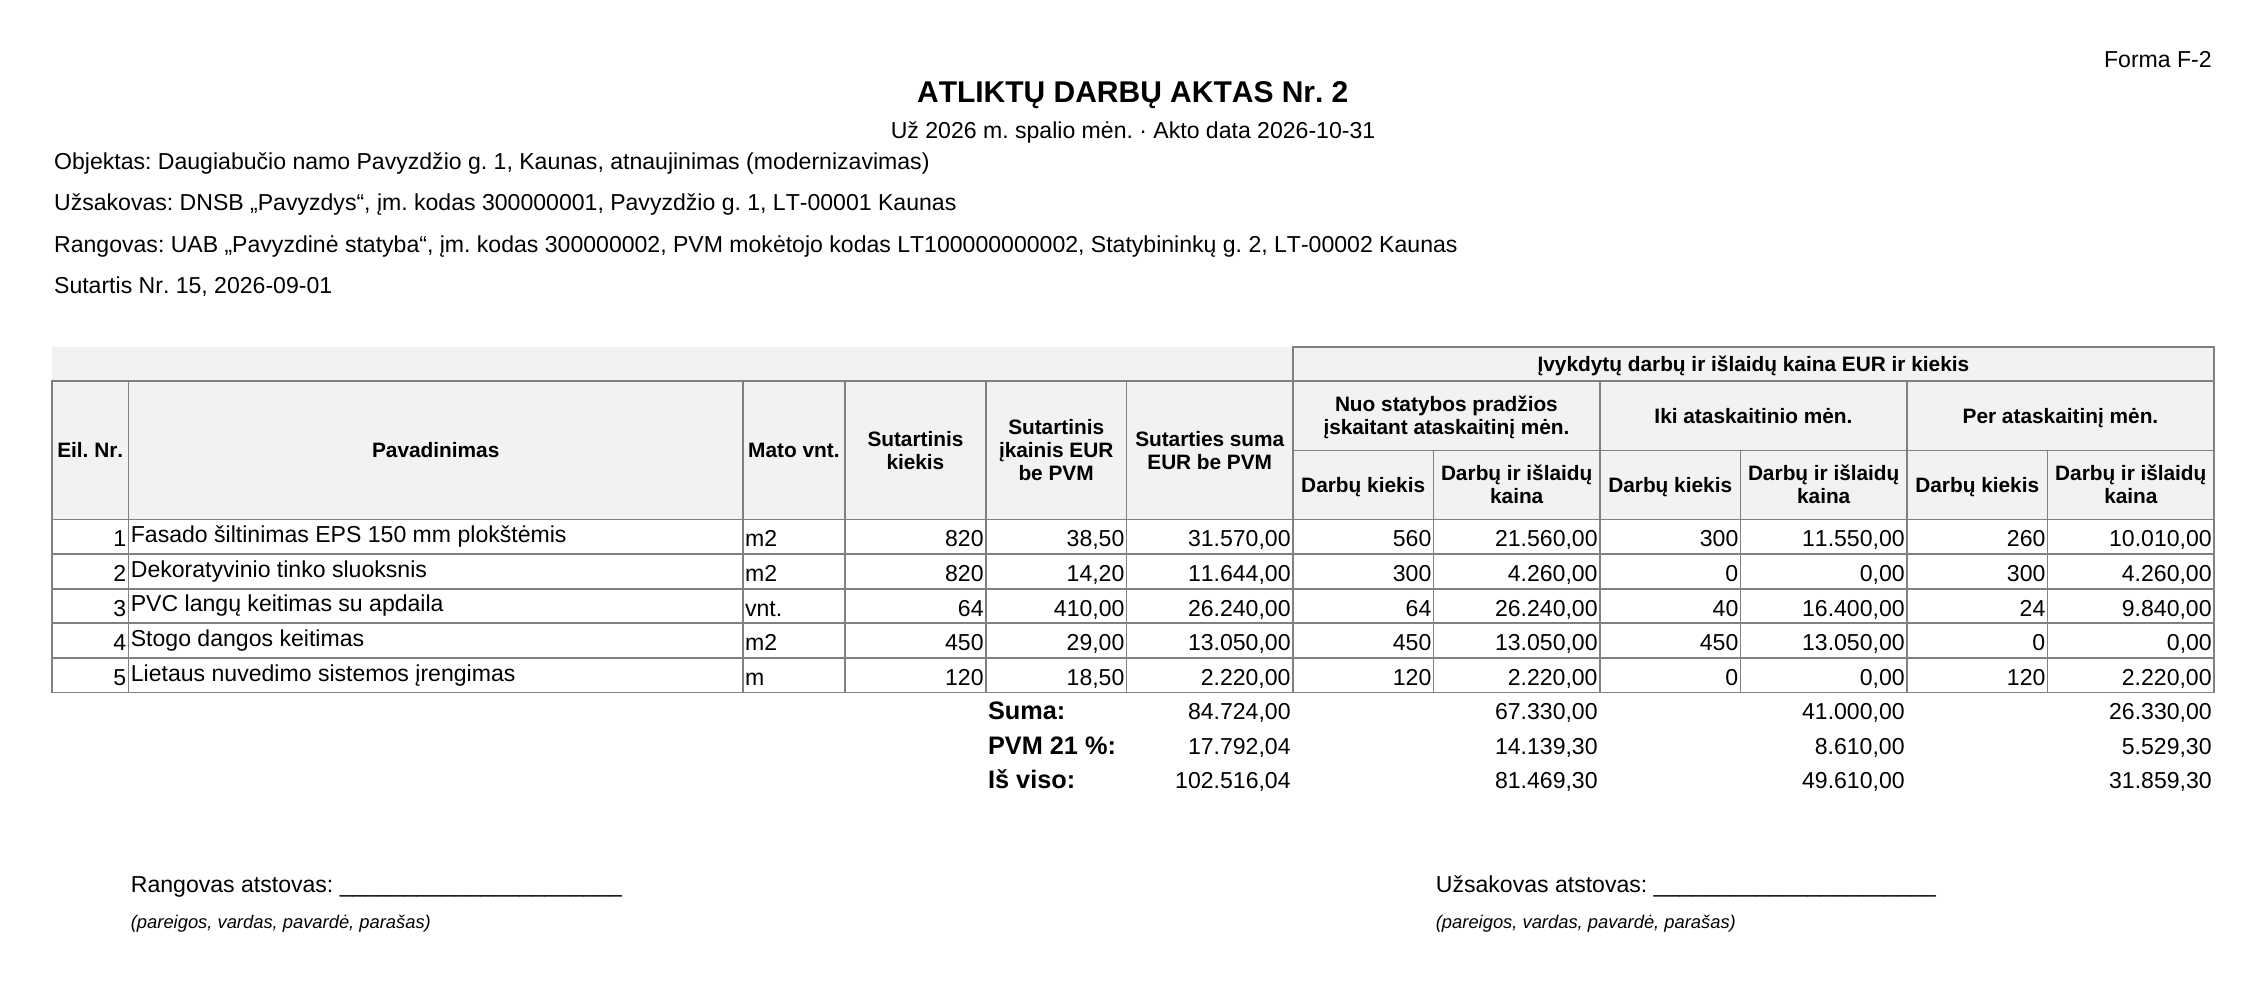 Forma F-2
ATLIKTŲ DARBŲ AKTAS Nr. 2
Už 2026 m. spalio mėn. · Akto data 2026-10-31
Objektas: Daugiabučio namo Pavyzdžio g. 1, Kaunas, atnaujinimas (modernizavimas)
Užsakovas: DNSB „Pavyzdys“, įm. kodas 300000001, Pavyzdžio g. 1, LT-00001 Kaunas
Rangovas: UAB „Pavyzdinė statyba“, įm. kodas 300000002, PVM mokėtojo kodas LT100000000002, Statybininkų g. 2, LT-00002 Kaunas
Sutartis Nr. 15, 2026-09-01
Įvykdytų darbų ir išlaidų kaina EUR ir kiekis
Eil. Nr. Pavadinimas Mato vnt. Sutartinis kiekis Sutartinis įkainis EUR be PVM Sutarties suma EUR be PVM Nuo statybos pradžios įskaitant ataskaitinį mėn. Iki ataskaitinio mėn. Per ataskaitinį mėn.
Darbų kiekis Darbų ir išlaidų kaina Darbų kiekis Darbų ir išlaidų kaina Darbų kiekis Darbų ir išlaidų kaina
1 Fasado šiltinimas EPS 150 mm plokštėmis m2 820 38,50 31.570,00 560 21.560,00 300 11.550,00 260 10.010,00
2 Dekoratyvinio tinko sluoksnis m2 820 14,20 11.644,00 300 4.260,00 0 0,00 300 4.260,00
3 PVC langų keitimas su apdaila vnt. 64 410,00 26.240,00 64 26.240,00 40 16.400,00 24 9.840,00
4 Stogo dangos keitimas m2 450 29,00 13.050,00 450 13.050,00 450 13.050,00 0 0,00
5 Lietaus nuvedimo sistemos įrengimas m 120 18,50 2.220,00 120 2.220,00 0 0,00 120 2.220,00
Suma: 84.724,00 67.330,00 41.000,00 26.330,00
PVM 21 %: 17.792,04 14.139,30 8.610,00 5.529,30
Iš viso: 102.516,04 81.469,30 49.610,00 31.859,30
Rangovas atstovas: ______________________ Užsakovas atstovas: ______________________
(pareigos, vardas, pavardė, parašas) (pareigos, vardas, pavardė, parašas)